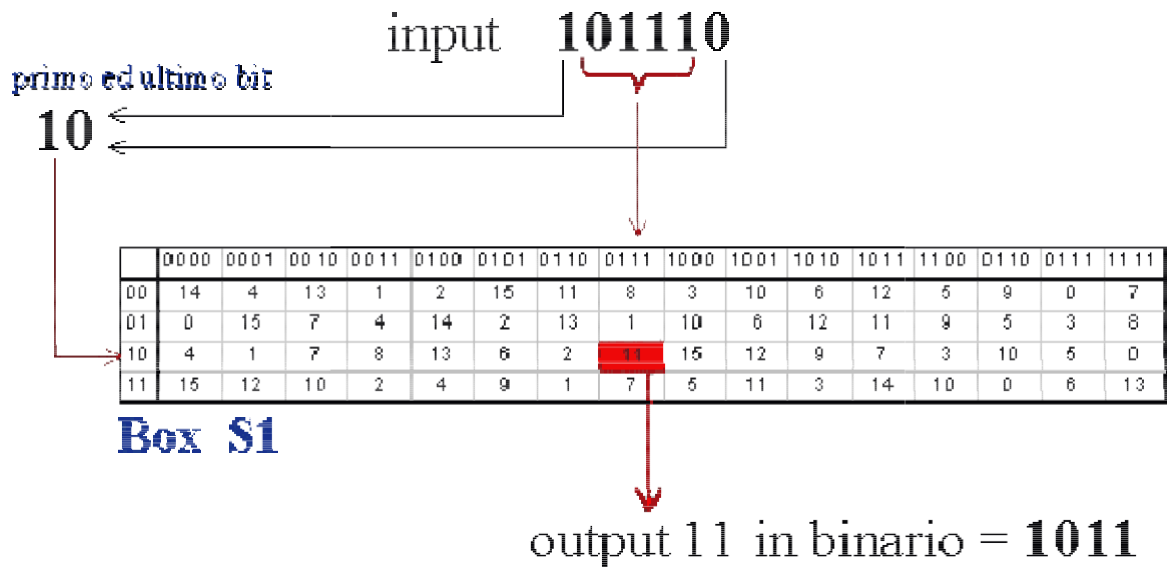 input 101110
primo ed ultimo bit
10
0000 0001 0010 0011 0100 0101 0110 0111 1000 1001 1010 1011 1100 0110 0111 1111
00 14 4 13 1 2 15 11 8 3 10 6 12 5 9 0 7
01 0 15 7 4 14 2 13 1 10 6 12 11 9 5 3 8
10 4 1 7 8 13 6 2 11 15 12 9 7 3 10 5 0
11 15 12 10 2 4 9 1 7 5 11 3 14 10 0 6 13
Box S1
output 11 in binario = 1011